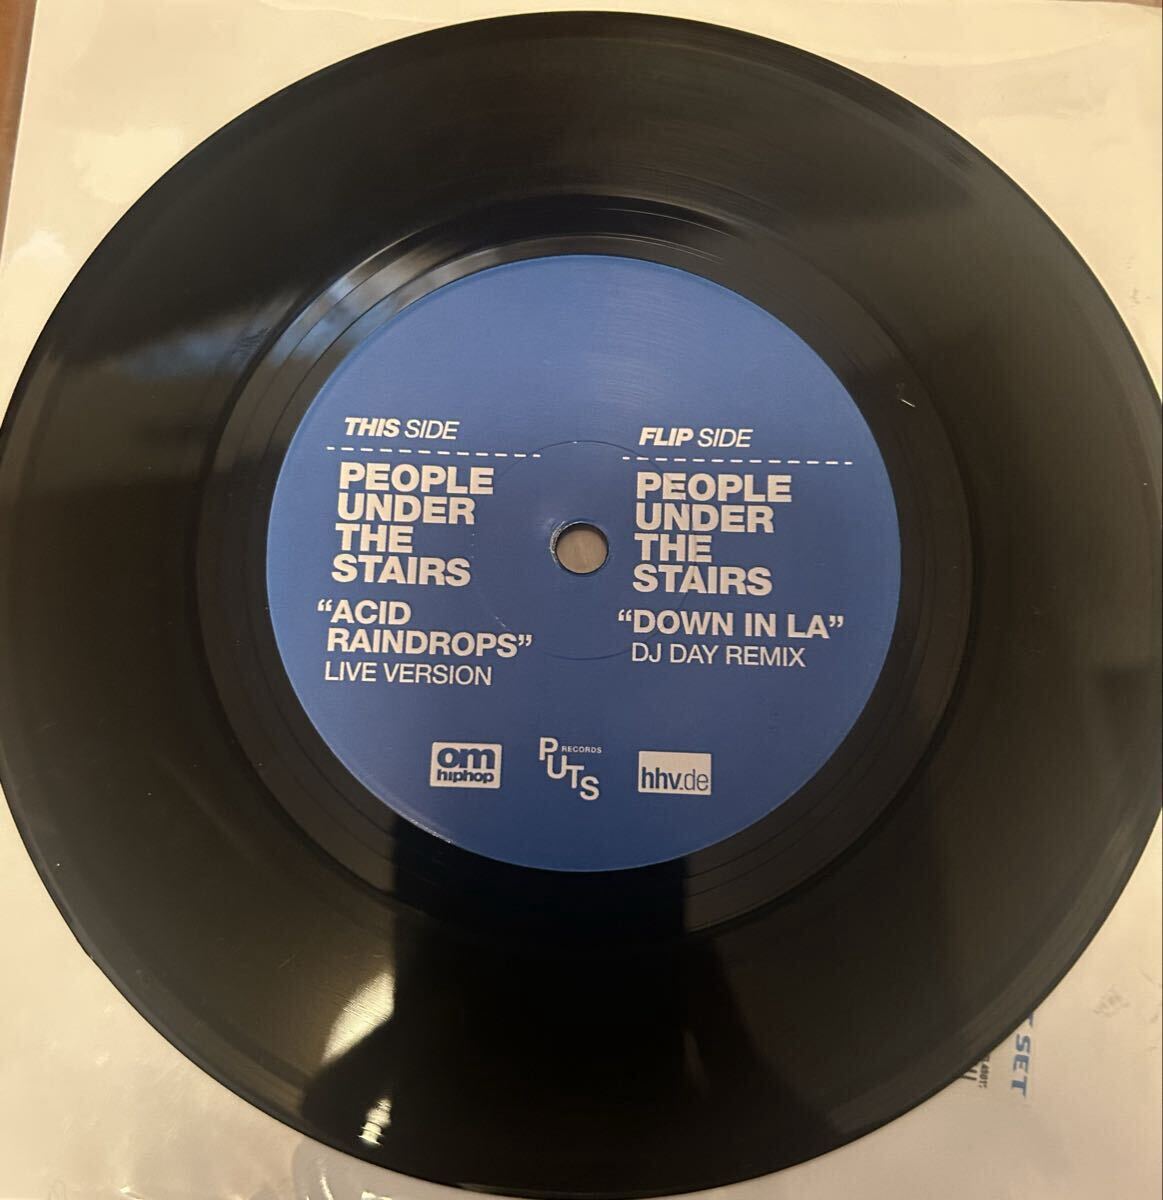 THIS SIDE
PEOPLE
UNDER
THE
STAIRS
“ACID
RAINDROPS”
LIVE VERSION
FLIP SIDE
PEOPLE
UNDER
THE
STAIRS
“DOWN IN LA”
DJ DAY REMIX
om
hiphop
PUTS
RECORDS
hhv.de
SET